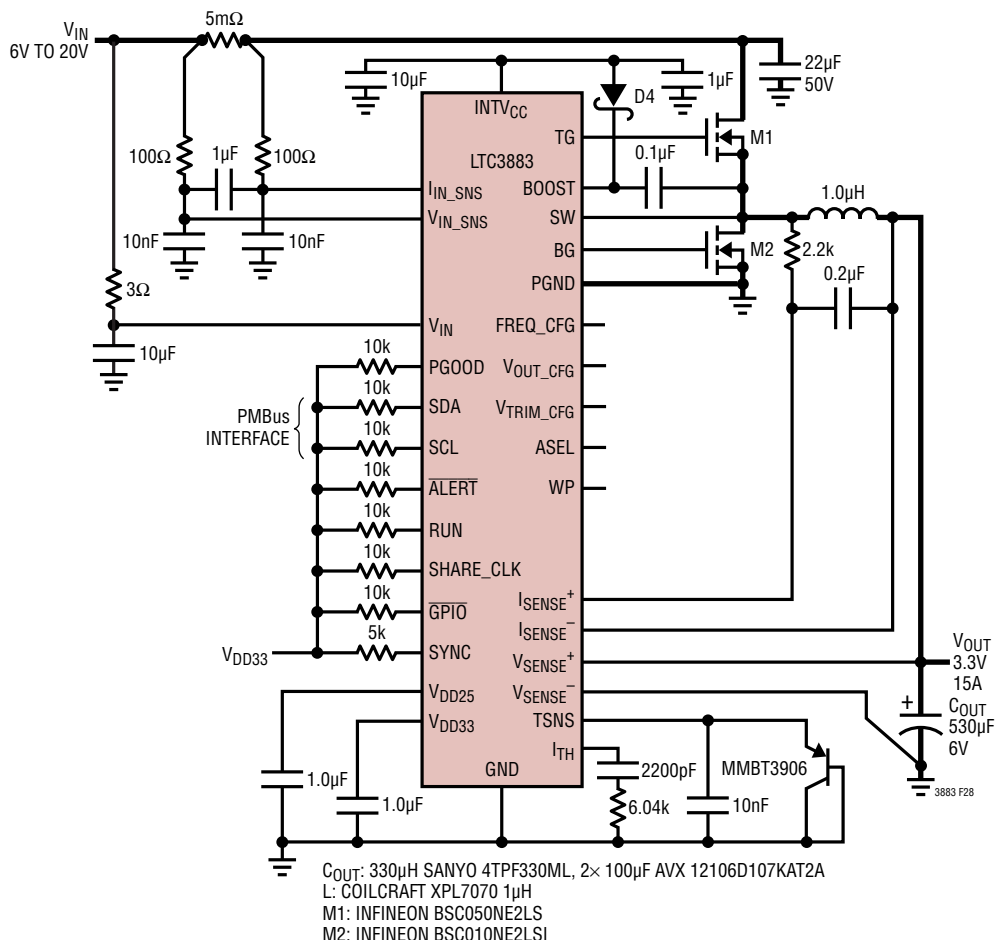 VIN
6V TO 20V
5mΩ
10µF
1µF
22µF
50V
D4
INTVCC
LTC3883
TG
M1
100Ω
1µF
100Ω
0.1µF
IIN_SNS
BOOST
1.0µH
VIN_SNS
SW
10nF
10nF
BG
M2
2.2k
0.2µF
PGND
3Ω
VIN
FREQ_CFG
10µF
10k
PGOOD
VOUT_CFG
10k
SDA
VTRIM_CFG
PMBus
INTERFACE
10k
SCL
ASEL
10k
ALERT
WP
10k
RUN
10k
SHARE_CLK
10k
GPIO
ISENSE+
ISENSE–
5k
VDD33
SYNC
VSENSE+
VOUT
3.3V
15A
VDD25
VSENSE–
+
COUT
530µF
6V
VDD33
TSNS
ITH
GND
2200pF
MMBT3906
1.0µF
1.0µF
6.04k
10nF
3883 F28
COUT: 330µH SANYO 4TPF330ML, 2× 100µF AVX 12106D107KAT2A
L: COILCRAFT XPL7070 1µH
M1: INFINEON BSC050NE2LS
M2: INFINEON BSC010NE2LSI